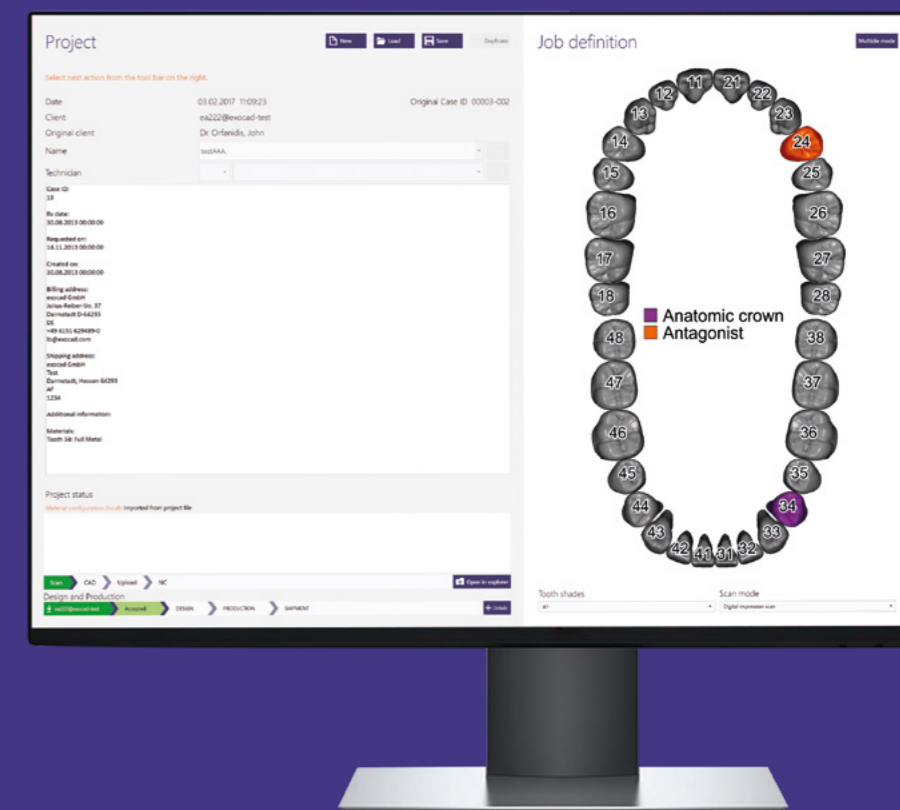 Project
New
Load
Save
Duplicate
Job definition
Multidie mode
Select next action from the tool bar on the right.
Date 03.02.2017 11:09:23 Original Case ID 00003-002
Client ea222@exocad-test
Original client Dr. Orfanidis, John
Name testAAA,
Technician
Case ID:
13
Rx date:
30.08.2013 00:00:00
Requested on:
14.11.2013 00:00:00
Created on:
30.08.2013 00:00:00
Billing address:
exocad GmbH
Julius-Reiber-Str. 37
Darmstadt D-64293
DE
+49 6151 629489-0
lb@exocad.com
Shipping address:
exocad GmbH
Test
Darmstadt, Hessen 64293
AF
1234
Additional information:
Materials:
Tooth 34: Full Metal
Project status
Material configuration (local): Imported from project file
Scan CAD Upload NC
Open in explorer
Design and Production
ea222@exocad-test Accepted DESIGN PRODUCTION SHIPMENT
Details
11 21
12 22
13 23
14 24
15 25
16 26
17 27
18 28
Anatomic crown
Antagonist
48 38
47 37
46 36
45 35
44 34
43 33
42 41 31 32
Tooth shades Scan mode
A1 Digital impression scan